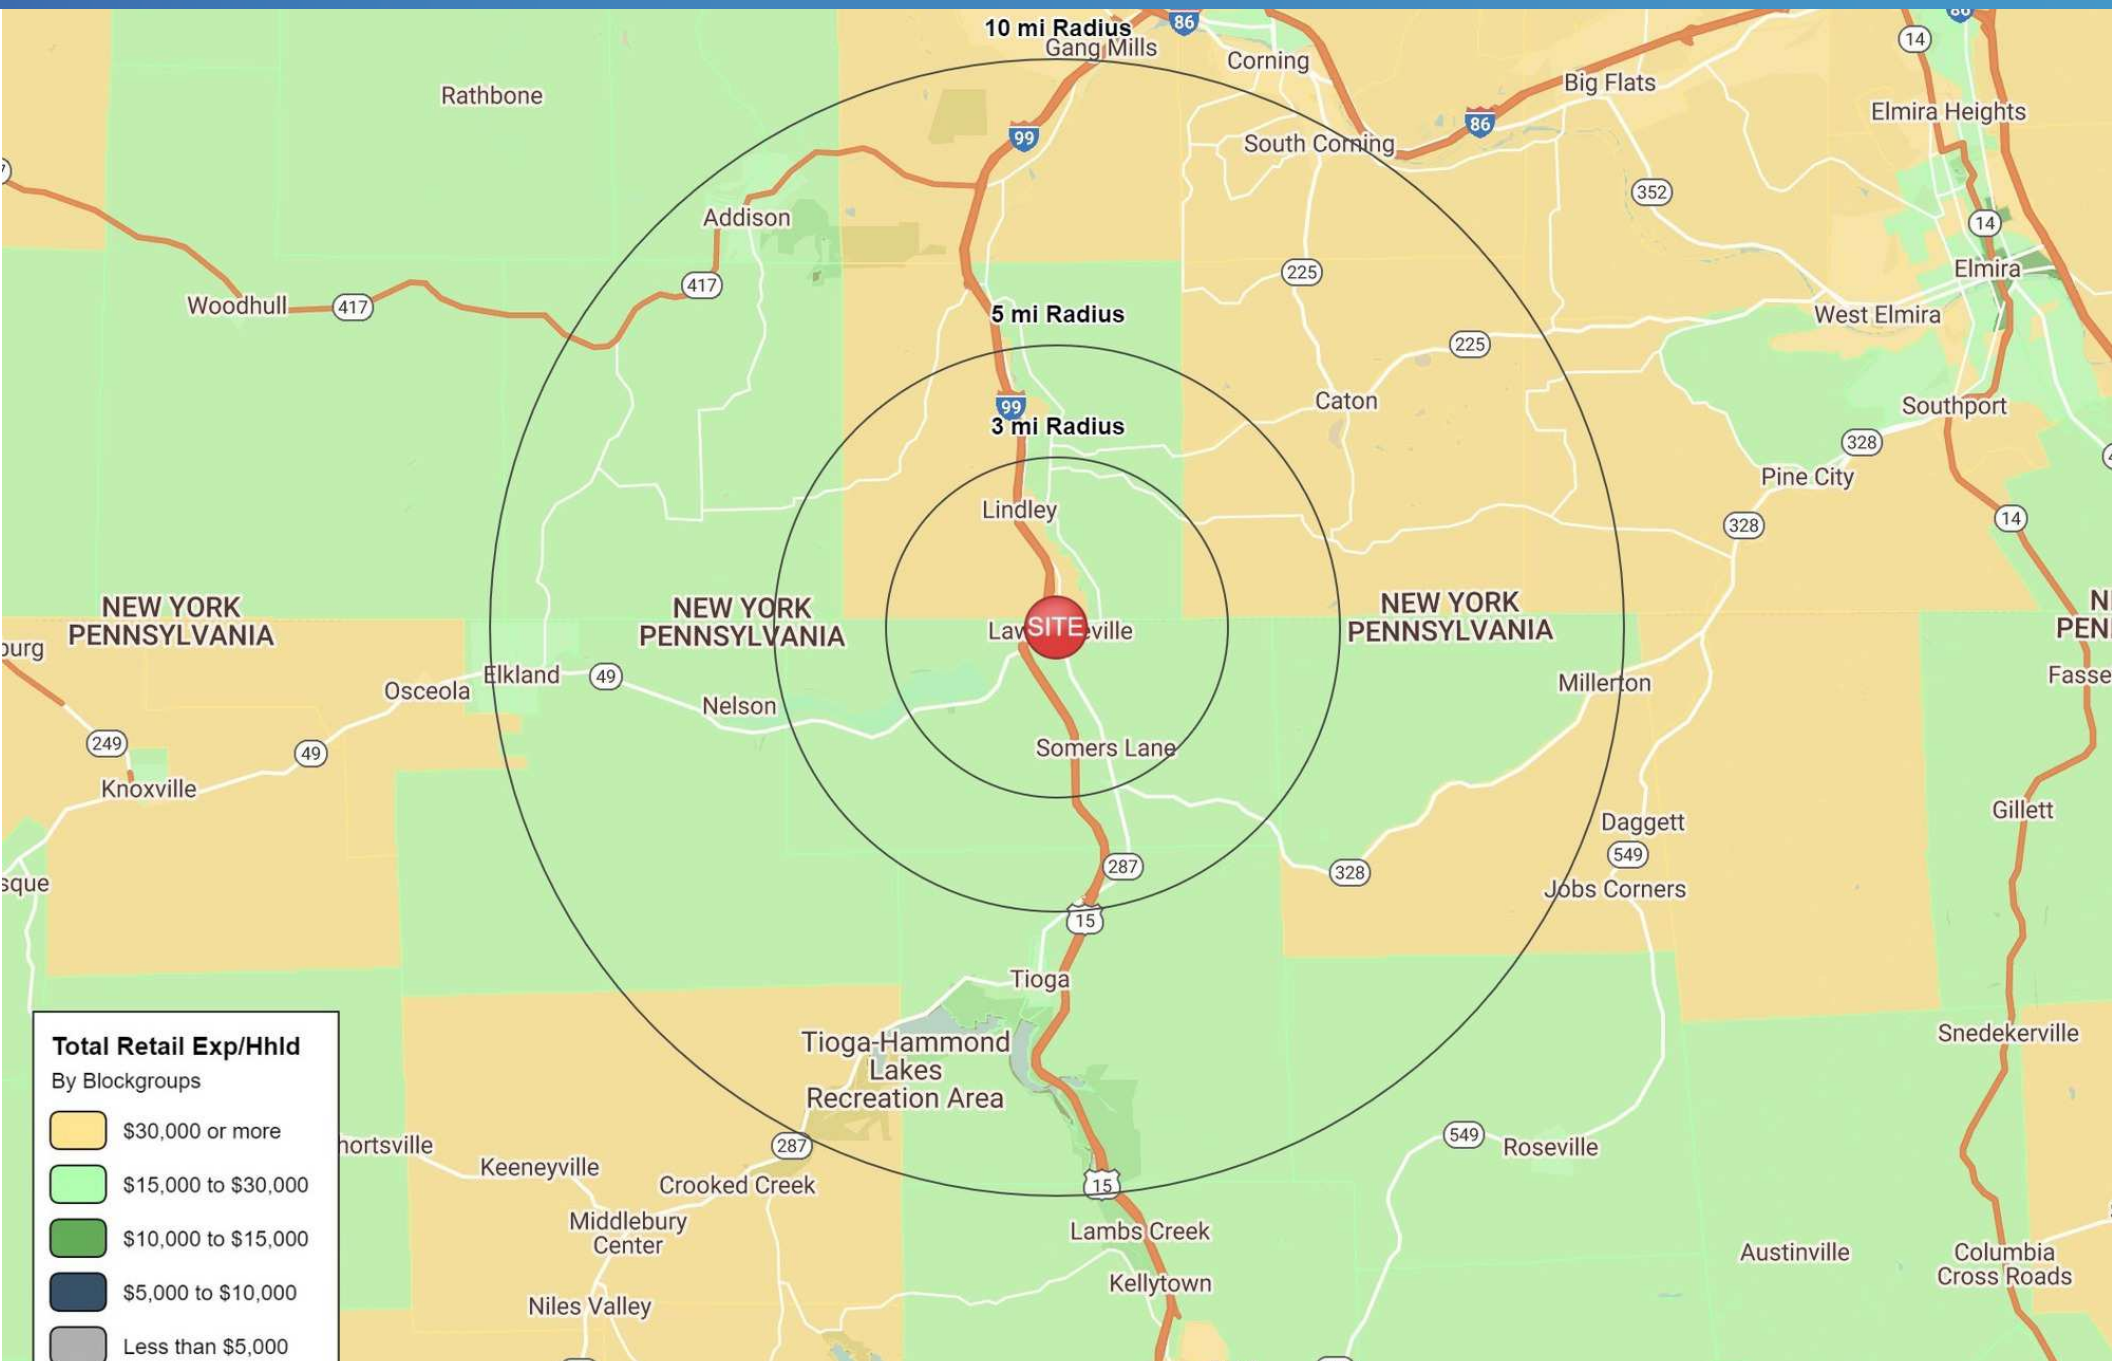 10 mi Radius
86
86
14
Gang Mills
Corning
Big Flats
Rathbone
Elmira Heights
99
86
South Corning
352
Addison
14
225
Elmira
417
Woodhull
417
5 mi Radius
West Elmira
225
Caton
99
Southport
3 mi Radius
328
Pine City
Lindley
14
328
NEW YORK
PENNSYLVANIA
NEW YORK
PENNSYLVANIA
NEW YORK
PENNSYLVANIA
N
PEN
SITE
Law
eville
burg
Elkland
49
Osceola
Millerton
Fasse
Nelson
249
49
Somers Lane
Knoxville
Gillett
Daggett
549
287
328
sque
Jobs Corners
15
Tioga
Tioga-Hammond
Lakes
Recreation Area
Snedekerville
Total Retail Exp/Hhld
By Blockgroups
$30,000 or more
$15,000 to $30,000
$10,000 to $15,000
$5,000 to $10,000
Less than $5,000
hortsville
287
549
Roseville
Keeneyville
Crooked Creek
15
Middlebury
Center
Lambs Creek
Austinville
Columbia
Cross Roads
Kellytown
Niles Valley